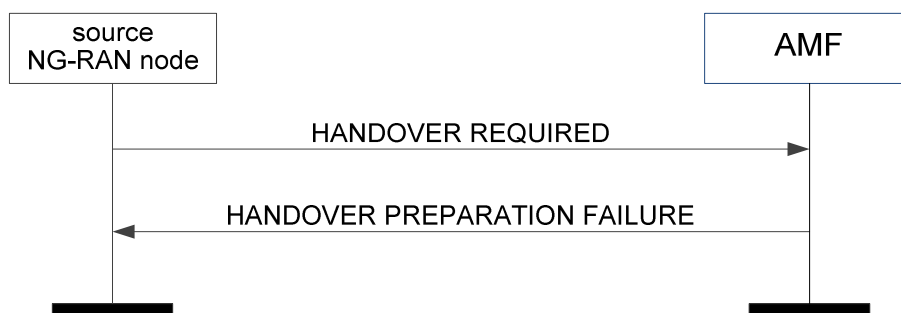 source
NG-RAN node
AMF
HANDOVER REQUIRED
HANDOVER PREPARATION FAILURE